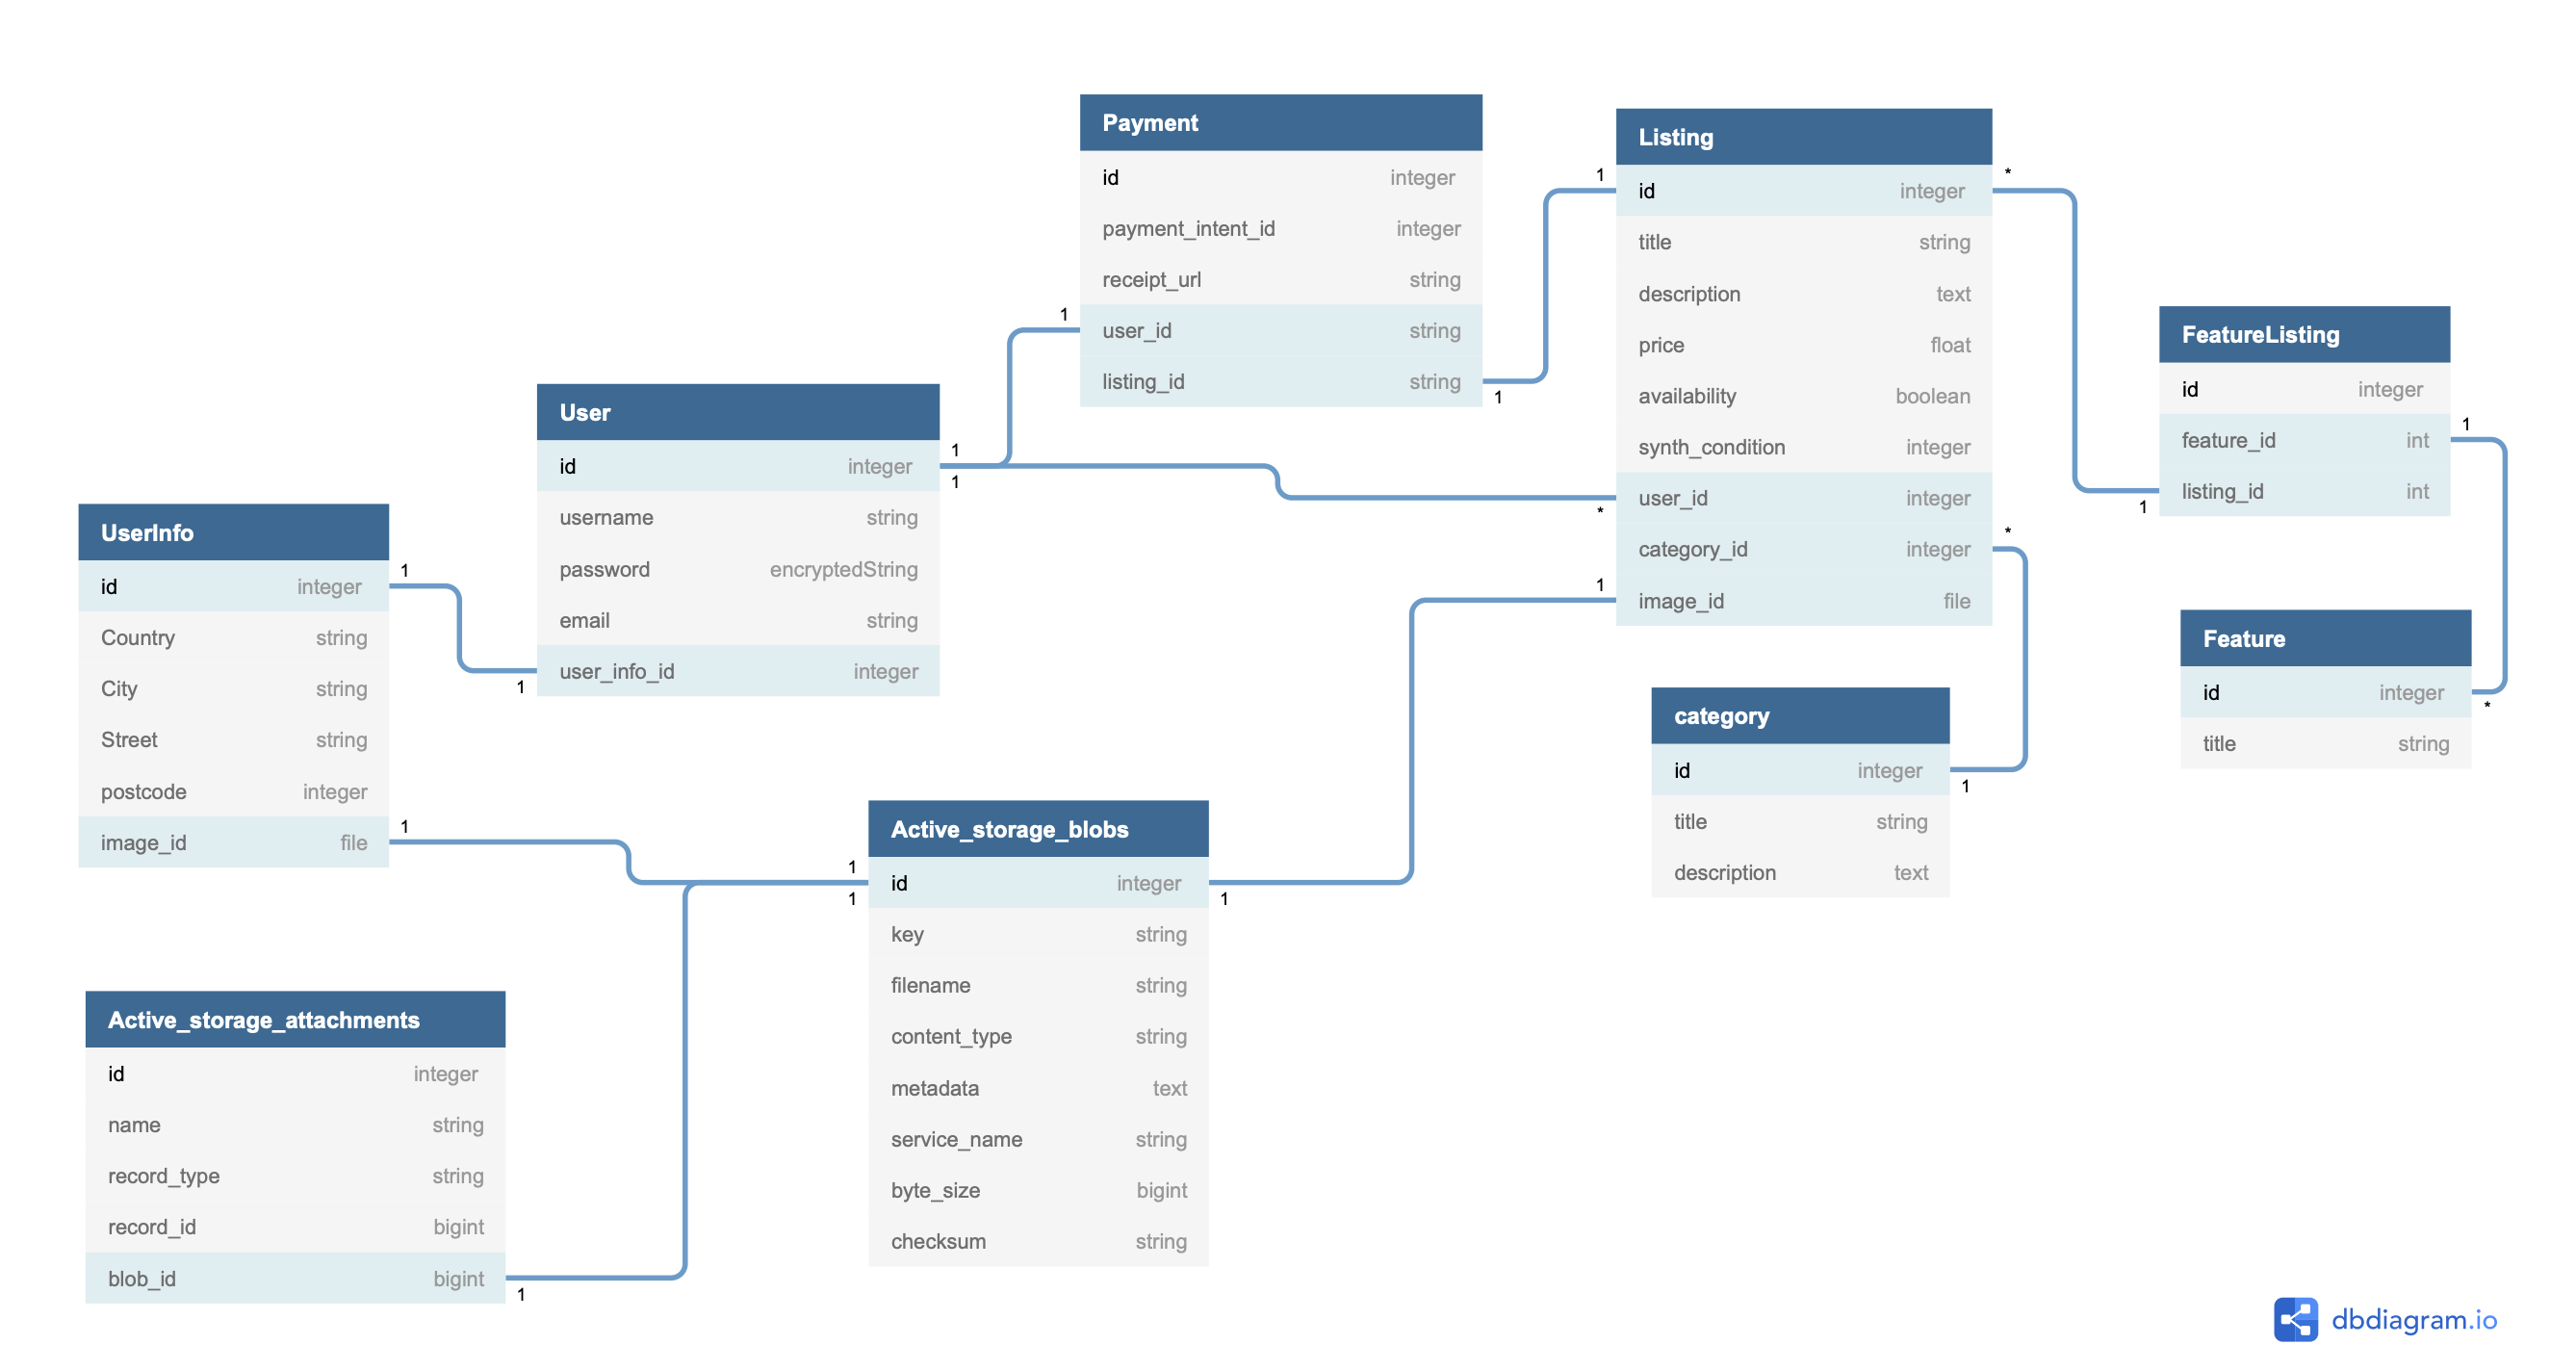 Payment
id integer
payment_intent_id integer
receipt_url string
1 user_id string
listing_id string
1
Listing
1 *
id integer
title string
description text
price float
availability boolean
synth_condition integer
user_id integer
* *
category_id integer
1
image_id file
FeatureListing
id integer
1
feature_id int
listing_id int
1
User
1
id integer
1
username string
password encryptedString
email string
user_info_id integer
1
UserInfo
1
id integer
Country string
City string
Street string
postcode integer
1
image_id file
Feature
id integer
*
title string
category
id integer
1
title string
description text
Active_storage_blobs
1
id integer
1 1
key string
filename string
content_type string
metadata text
service_name string
byte_size bigint
checksum string
Active_storage_attachments
id integer
name string
record_type string
record_id bigint
blob_id bigint
1
dbdiagram.io